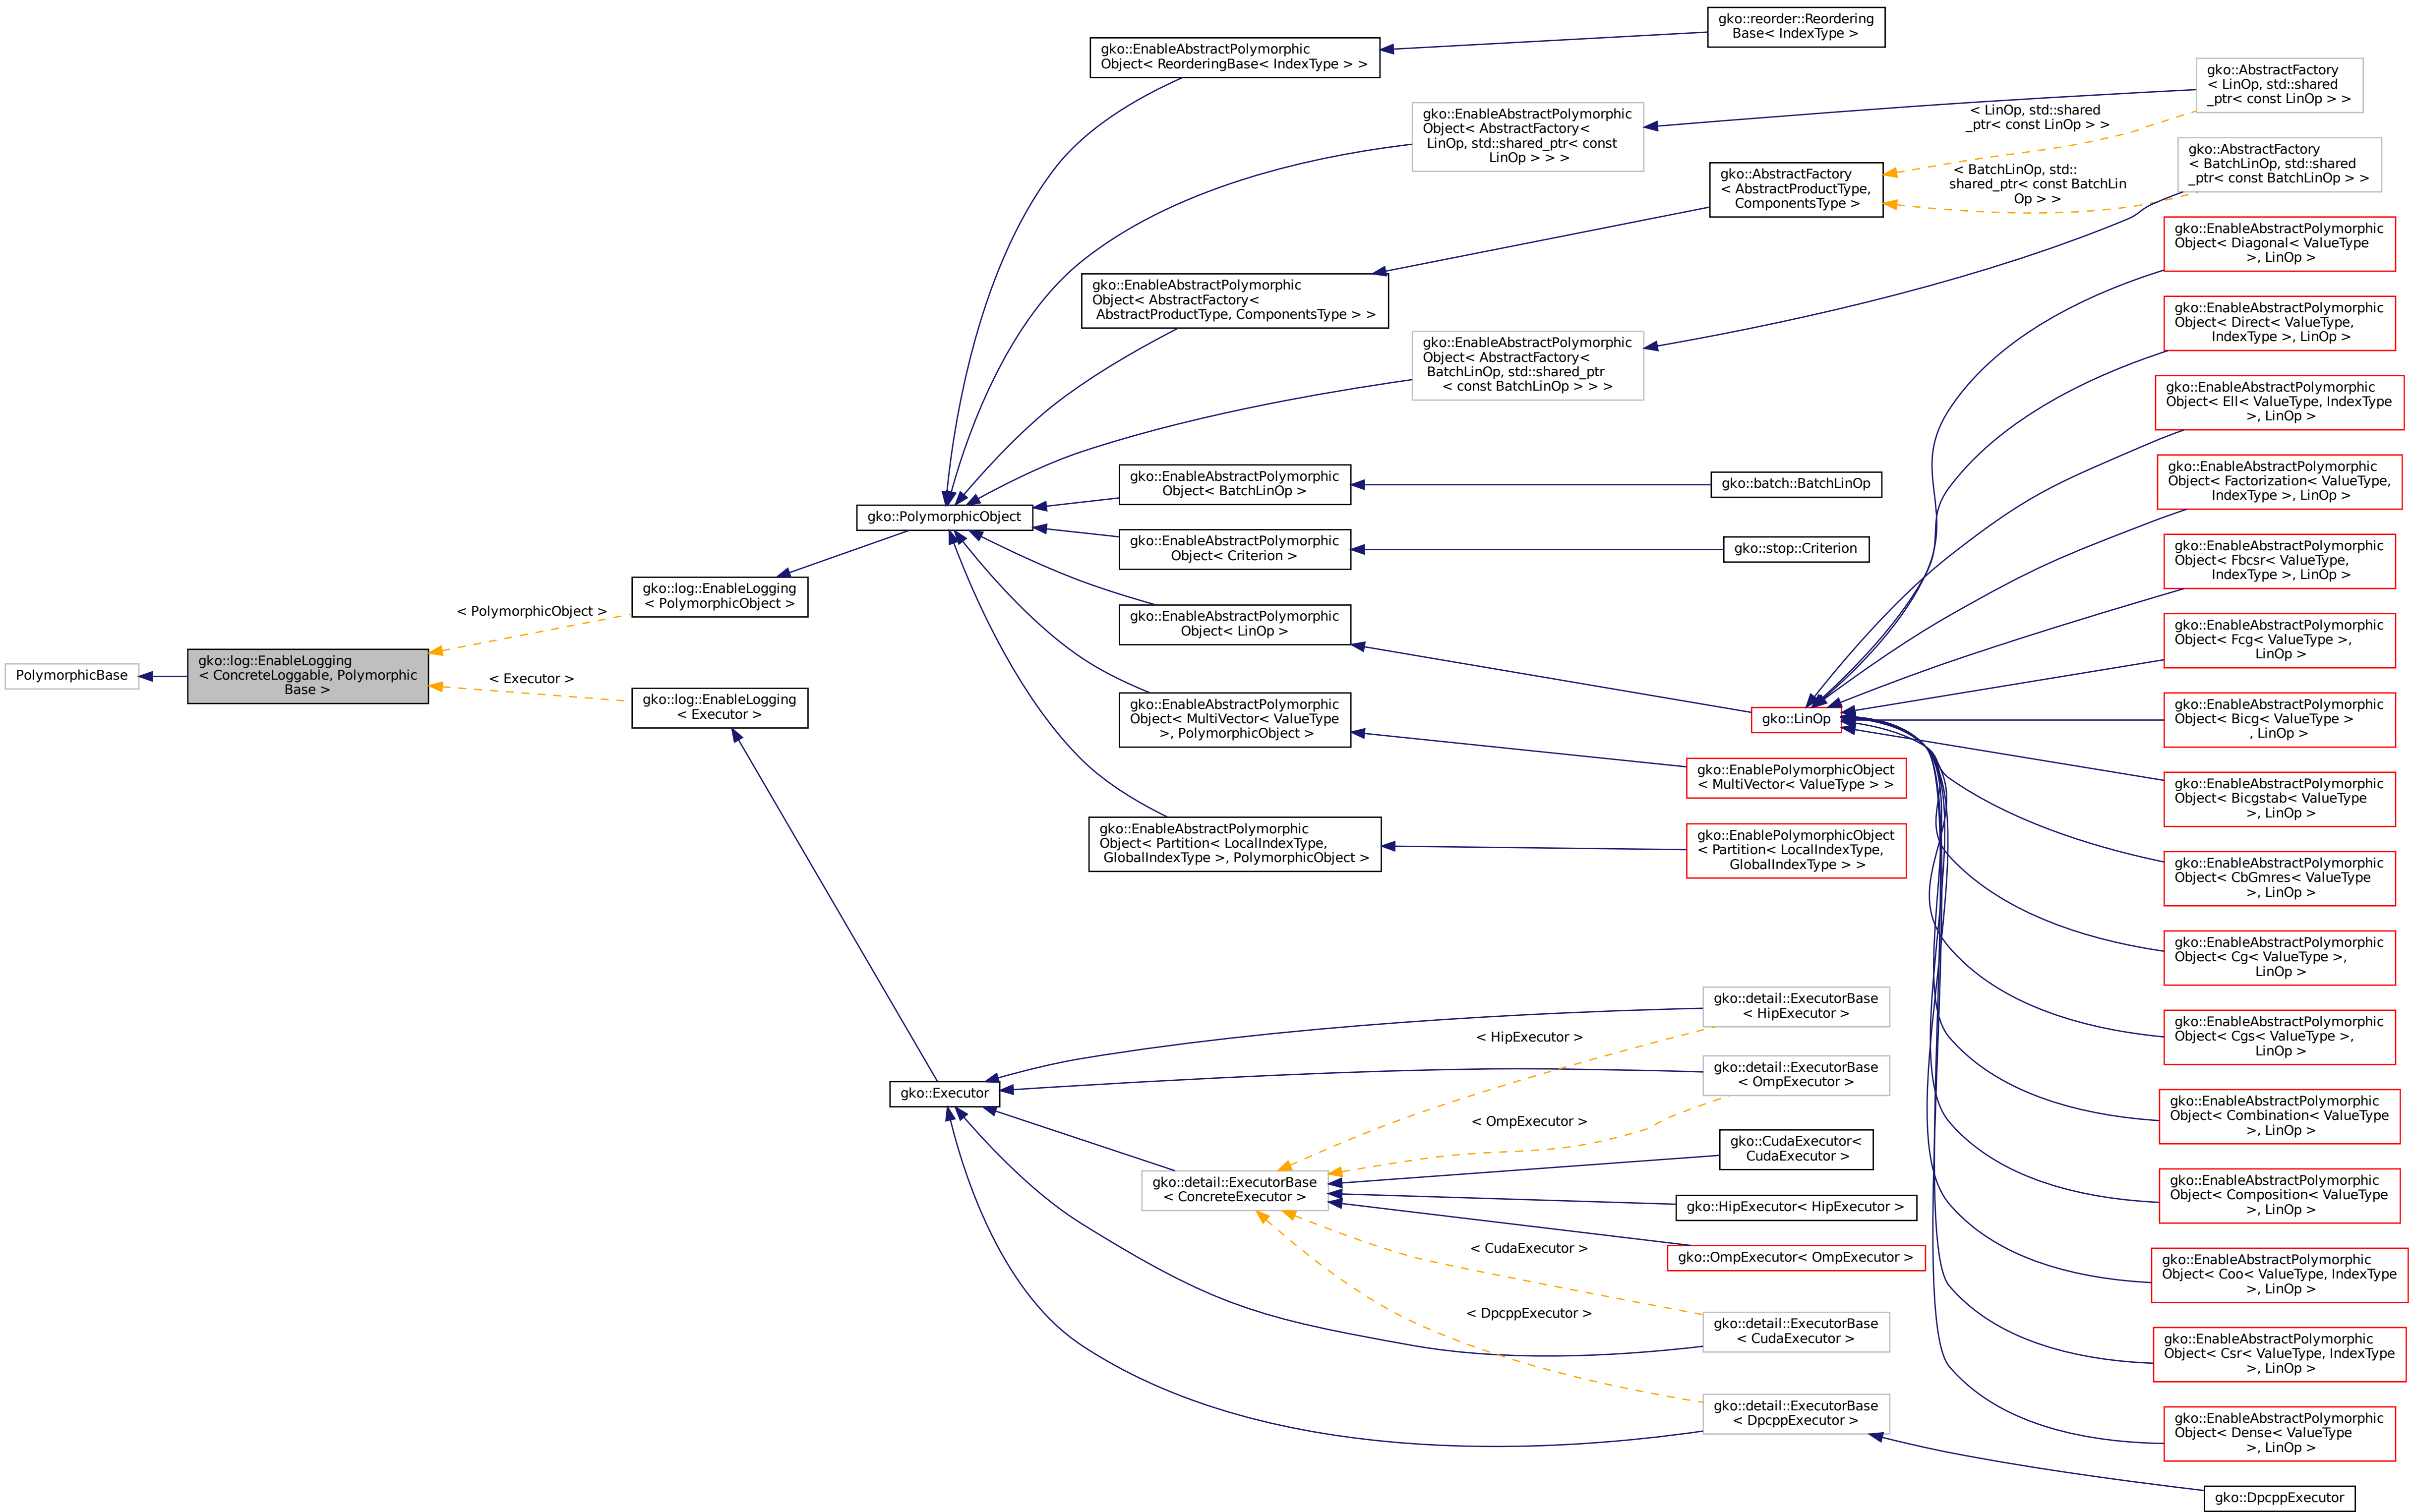 PolymorphicBase
gko::log::EnableLogging
< ConcreteLoggable, Polymorphic
Base >
< PolymorphicObject >
< Executor >
gko::log::EnableLogging
< PolymorphicObject >
gko::log::EnableLogging
< Executor >
gko::PolymorphicObject
gko::Executor
gko::EnableAbstractPolymorphic
Object< ReorderingBase< IndexType > >
gko::EnableAbstractPolymorphic
Object< AbstractFactory<
LinOp, std::shared_ptr< const
LinOp > > >
gko::EnableAbstractPolymorphic
Object< AbstractFactory<
AbstractProductType, ComponentsType > >
gko::EnableAbstractPolymorphic
Object< AbstractFactory<
BatchLinOp, std::shared_ptr
< const BatchLinOp > > >
gko::EnableAbstractPolymorphic
Object< BatchLinOp >
gko::EnableAbstractPolymorphic
Object< Criterion >
gko::EnableAbstractPolymorphic
Object< LinOp >
gko::EnableAbstractPolymorphic
Object< MultiVector< ValueType
>, PolymorphicObject >
gko::EnableAbstractPolymorphic
Object< Partition< LocalIndexType,
GlobalIndexType >, PolymorphicObject >
gko::detail::ExecutorBase
< ConcreteExecutor >
< HipExecutor >
< OmpExecutor >
< CudaExecutor >
< DpcppExecutor >
gko::reorder::Reordering
Base< IndexType >
gko::AbstractFactory
< AbstractProductType,
ComponentsType >
gko::batch::BatchLinOp
gko::stop::Criterion
gko::LinOp
gko::EnablePolymorphicObject
< MultiVector< ValueType > >
gko::EnablePolymorphicObject
< Partition< LocalIndexType,
GlobalIndexType > >
gko::detail::ExecutorBase
< HipExecutor >
gko::detail::ExecutorBase
< OmpExecutor >
gko::CudaExecutor<
CudaExecutor >
gko::HipExecutor< HipExecutor >
gko::OmpExecutor< OmpExecutor >
gko::detail::ExecutorBase
< CudaExecutor >
gko::detail::ExecutorBase
< DpcppExecutor >
< LinOp, std::shared
_ptr< const LinOp > >
< BatchLinOp, std::
shared_ptr< const BatchLin
Op > >
gko::AbstractFactory
< LinOp, std::shared
_ptr< const LinOp > >
gko::AbstractFactory
< BatchLinOp, std::shared
_ptr< const BatchLinOp > >
gko::EnableAbstractPolymorphic
Object< Diagonal< ValueType
>, LinOp >
gko::EnableAbstractPolymorphic
Object< Direct< ValueType,
IndexType >, LinOp >
gko::EnableAbstractPolymorphic
Object< Ell< ValueType, IndexType
>, LinOp >
gko::EnableAbstractPolymorphic
Object< Factorization< ValueType,
IndexType >, LinOp >
gko::EnableAbstractPolymorphic
Object< Fbcsr< ValueType,
IndexType >, LinOp >
gko::EnableAbstractPolymorphic
Object< Fcg< ValueType >,
LinOp >
gko::EnableAbstractPolymorphic
Object< Bicg< ValueType >
, LinOp >
gko::EnableAbstractPolymorphic
Object< Bicgstab< ValueType
>, LinOp >
gko::EnableAbstractPolymorphic
Object< CbGmres< ValueType
>, LinOp >
gko::EnableAbstractPolymorphic
Object< Cg< ValueType >,
LinOp >
gko::EnableAbstractPolymorphic
Object< Cgs< ValueType >,
LinOp >
gko::EnableAbstractPolymorphic
Object< Combination< ValueType
>, LinOp >
gko::EnableAbstractPolymorphic
Object< Composition< ValueType
>, LinOp >
gko::EnableAbstractPolymorphic
Object< Coo< ValueType, IndexType
>, LinOp >
gko::EnableAbstractPolymorphic
Object< Csr< ValueType, IndexType
>, LinOp >
gko::EnableAbstractPolymorphic
Object< Dense< ValueType
>, LinOp >
gko::DpcppExecutor